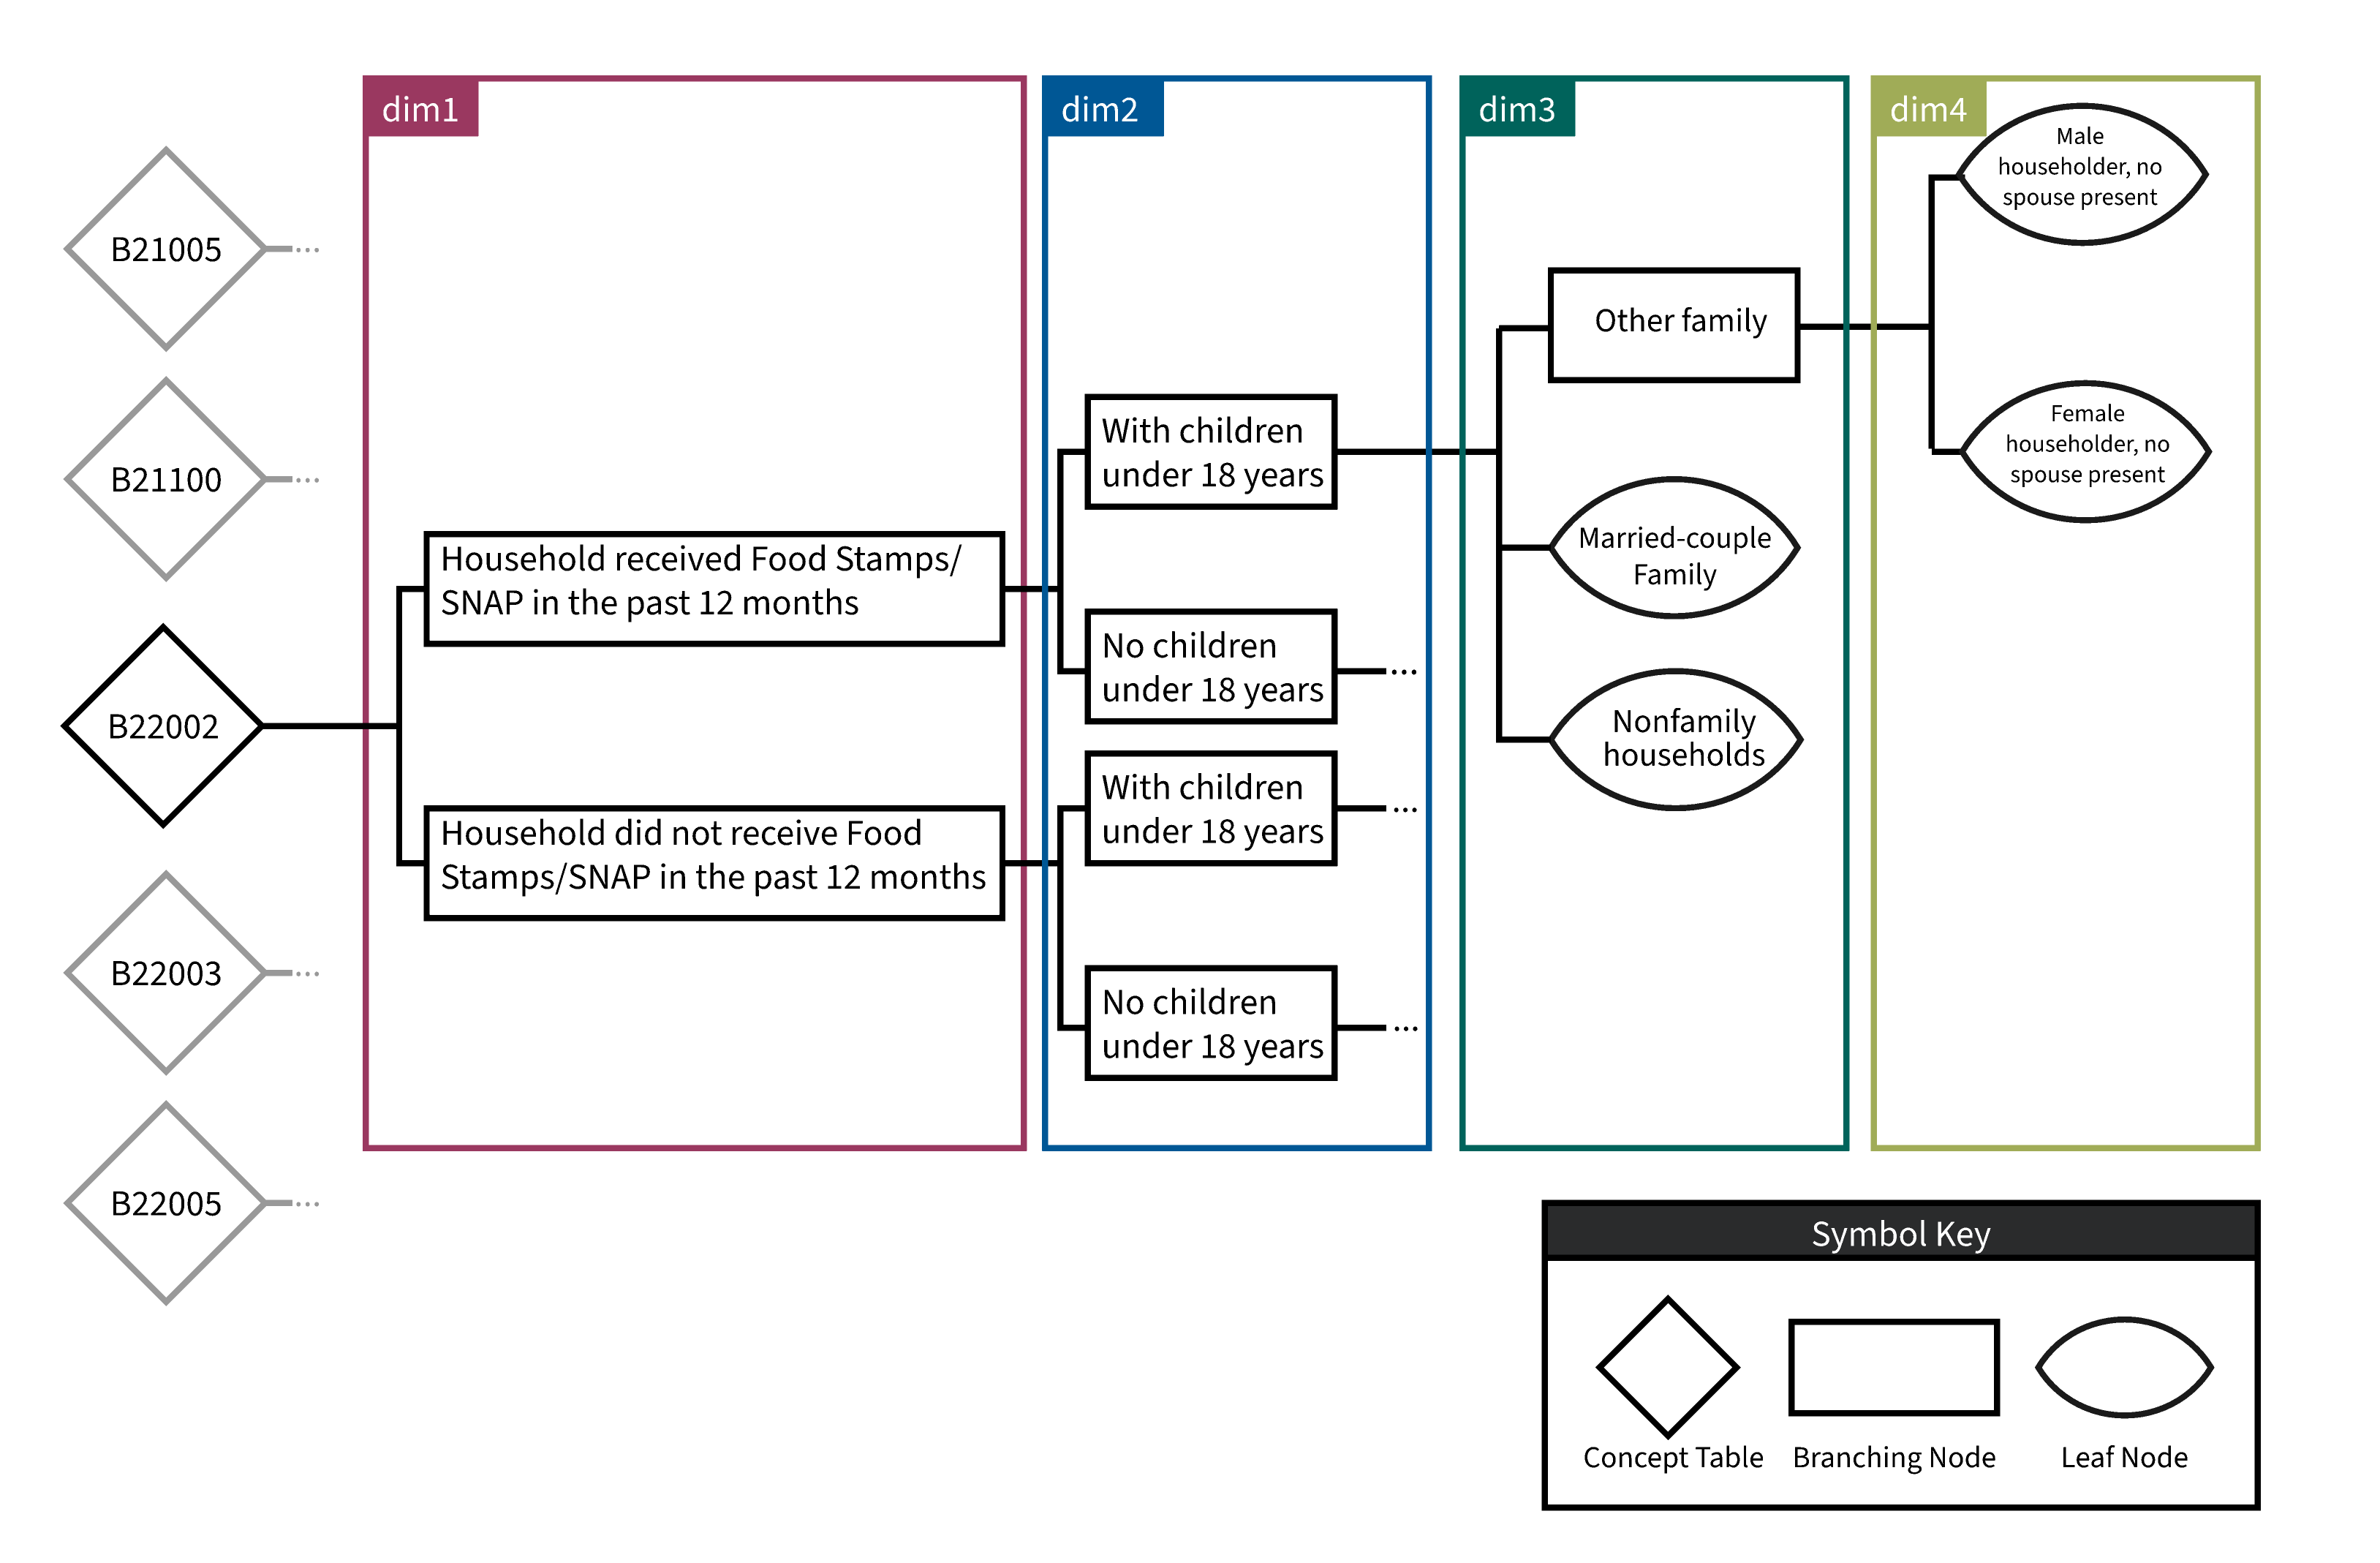 dim1
dim2
dim3
dim4
B21005
...
B21100
...
B22002
B22003
...
B22005
...
Household received Food Stamps/
SNAP in the past 12 months
Household did not receive Food
Stamps/SNAP in the past 12 months
With children
under 18 years
No children
under 18 years
...
With children
under 18 years
...
No children
under 18 years
...
Other family
Married-couple
Family
Nonfamily
households
Male
householder, no
spouse present
Female
householder, no
spouse present
Symbol Key
Concept Table
Branching Node
Leaf Node